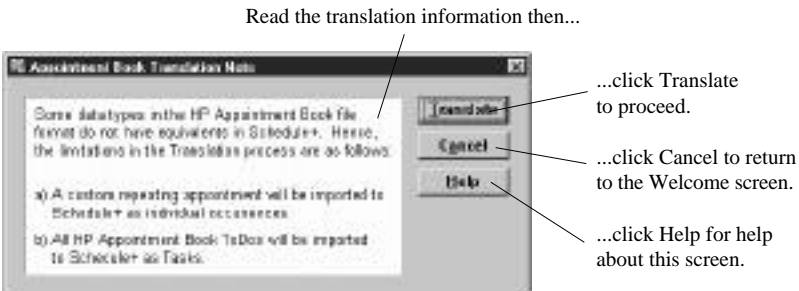 Read the translation information then...
Appointment Book Translation Note
Some data types in the HP Appointment Book file
format do not have equivalents in Schedule+. Hence,
the limitations in the Translation process are as follows:
a) A custom repeating appointment will be imported to
Schedule+ as individual occurrences.
b) All HP Appointment Book ToDos will be imported
to Schedule+ as Tasks.
Translate
Cancel
Help
...click Translate
to proceed.
...click Cancel to return
to the Welcome screen.
...click Help for help
about this screen.